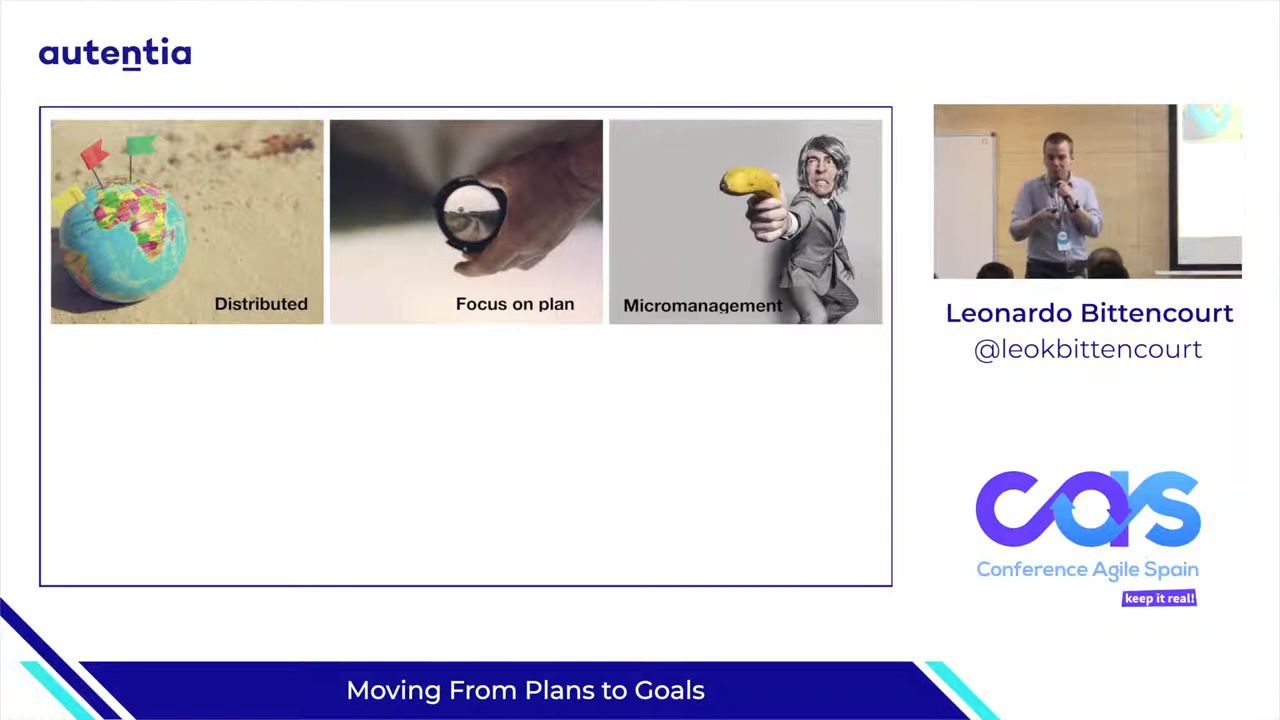 autentia
Distributed
Focus on plan
Micromanagement
Leonardo Bittencourt
@leokbittencourt
cas
Conference Agile Spain
keep it real!
Moving From Plans to Goals